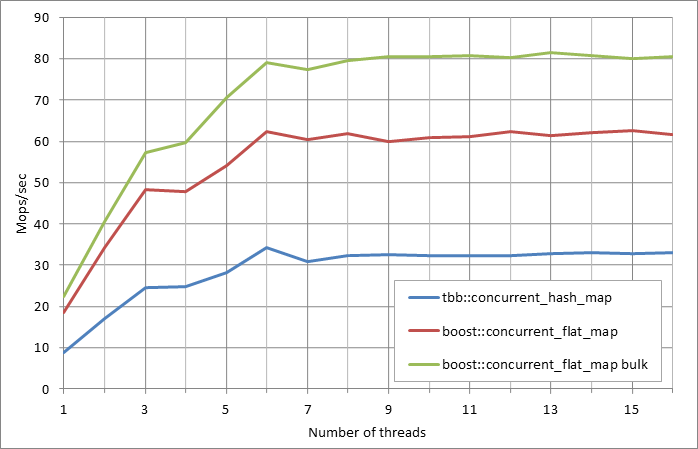 90
80
70
60
50
40
30
20
10
0
Mops/sec
tbb::concurrent_hash_map
boost::concurrent_flat_map
boost::concurrent_flat_map bulk
1 3 5 7 9 11 13 15
Number of threads